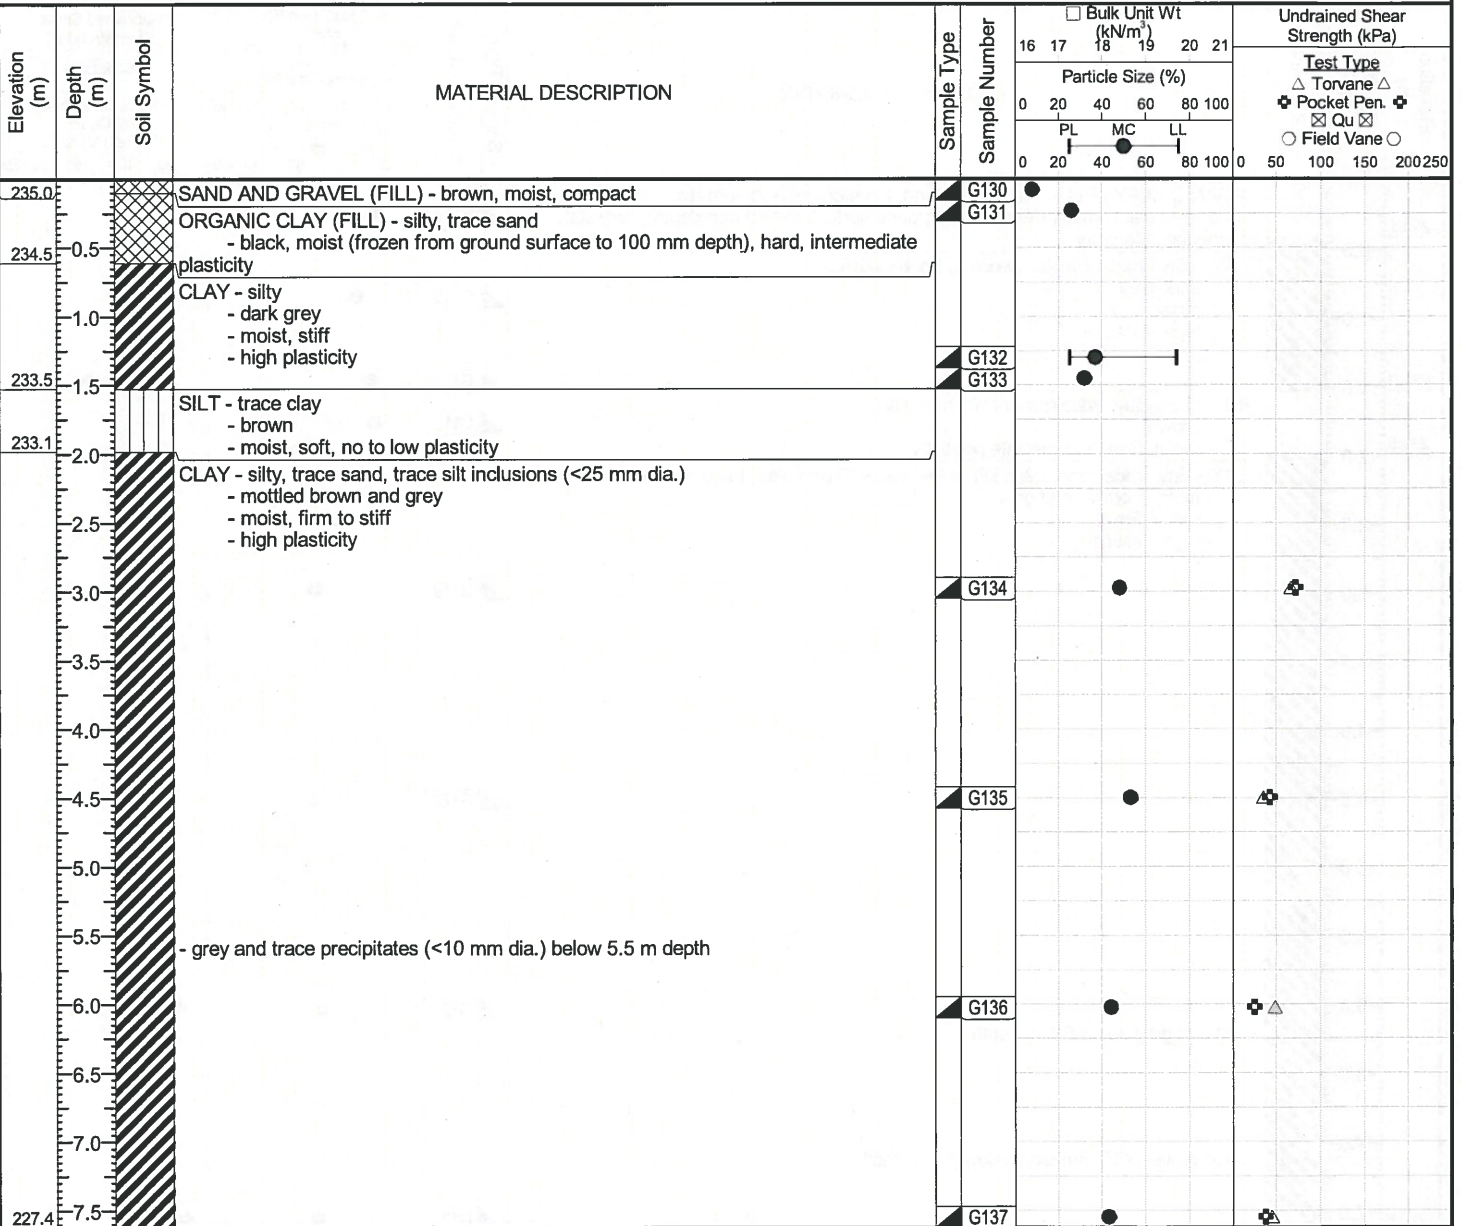 Elevation (m)
Depth (m)
Soil Symbol
MATERIAL DESCRIPTION
Sample Type
Sample Number
□ Bulk Unit Wt
(kN/m³)
16 17 18 19 20 21
Particle Size (%)
0 20 40 60 80 100
PL MC LL
0 20 40 60 80 100
Undrained Shear
Strength (kPa)
Test Type
△ Torvane △
✚ Pocket Pen. ✚
☒ Qu ☒
○ Field Vane ○
0 50 100 150 200 250
235.0
SAND AND GRAVEL (FILL) - brown, moist, compact
G130
G131
ORGANIC CLAY (FILL) - silty, trace sand
- black, moist (frozen from ground surface to 100 mm depth), hard, intermediate
plasticity
234.5
0.5
CLAY - silty
- dark grey
- moist, stiff
- high plasticity
1.0
G132
G133
233.5
1.5
SILT - trace clay
- brown
- moist, soft, no to low plasticity
233.1
2.0
CLAY - silty, trace sand, trace silt inclusions (<25 mm dia.)
- mottled brown and grey
- moist, firm to stiff
- high plasticity
2.5
3.0
G134
3.5
4.0
4.5
G135
5.0
5.5
- grey and trace precipitates (<10 mm dia.) below 5.5 m depth
6.0
G136
6.5
7.0
227.4
7.5
G137